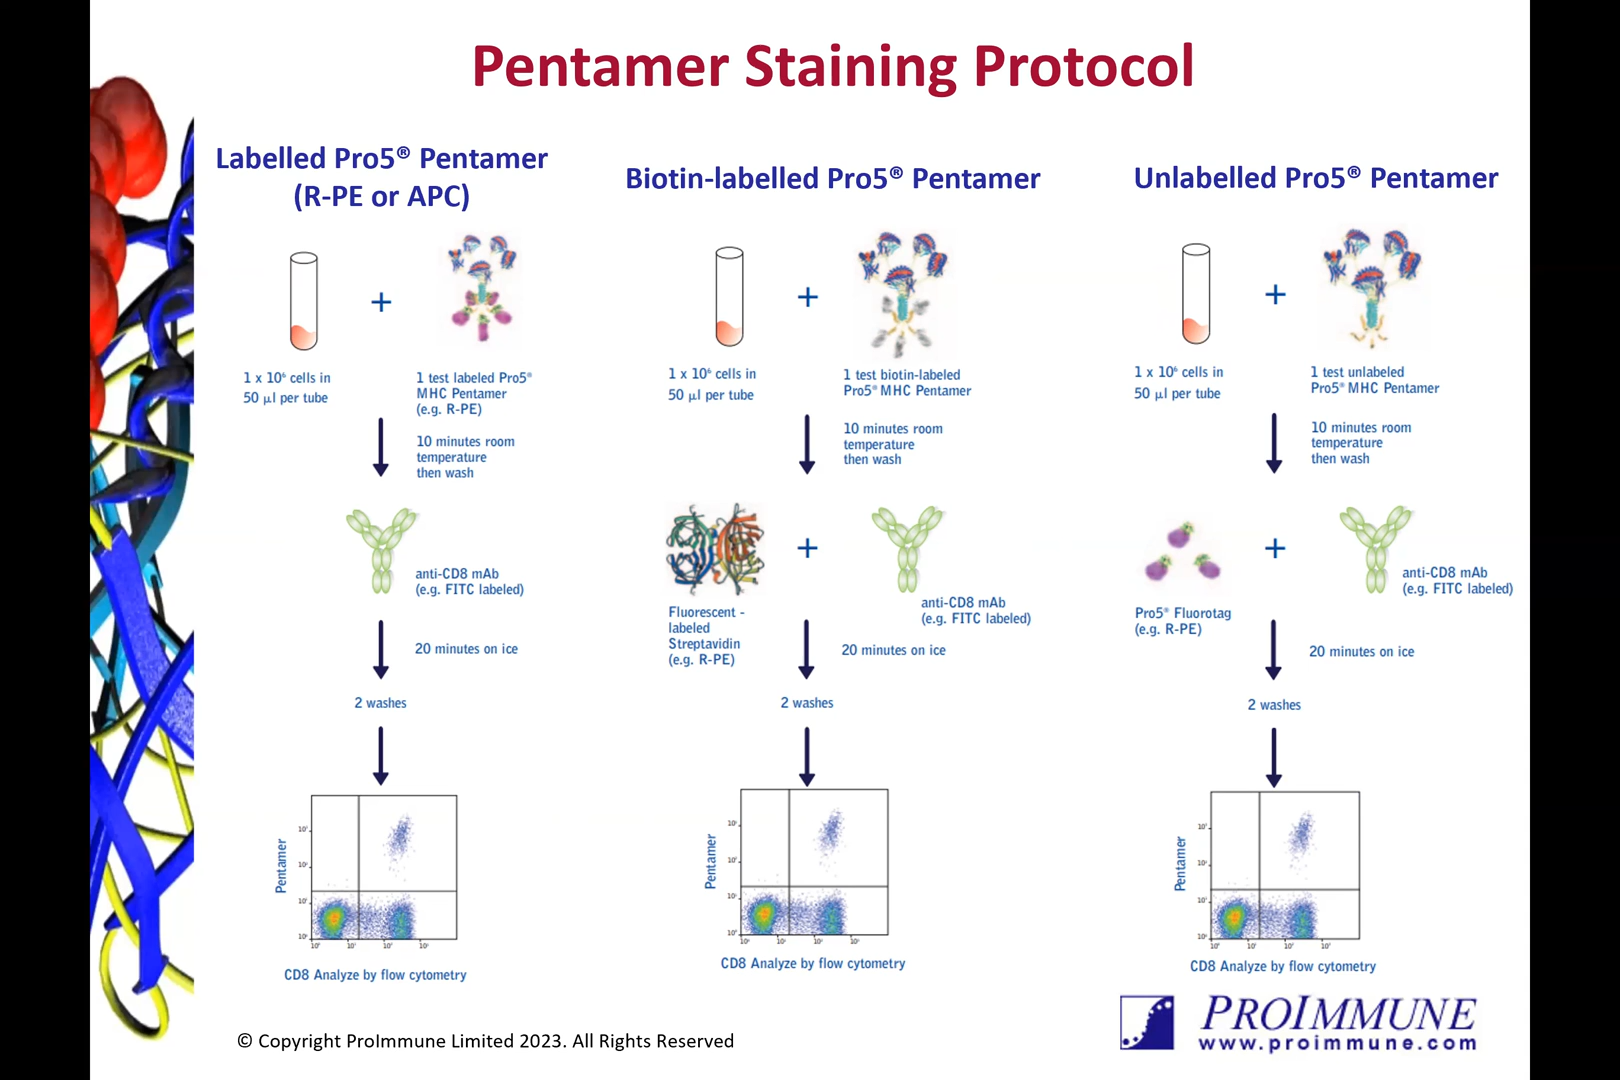 Pentamer Staining Protocol
Labelled Pro5® Pentamer
(R-PE or APC)
1 x 10⁶ cells in
50 µl per tube
+
1 test labeled Pro5®
MHC Pentamer
(e.g. R-PE)
10 minutes room
temperature
then wash
anti-CD8 mAb
(e.g. FITC labeled)
20 minutes on ice
2 washes
Pentamer
CD8 Analyze by flow cytometry
Biotin-labelled Pro5® Pentamer
1 x 10⁶ cells in
50 µl per tube
+
1 test biotin-labeled
Pro5® MHC Pentamer
10 minutes room
temperature
then wash
Fluorescent -
labeled
Streptavidin
(e.g. R-PE)
+
anti-CD8 mAb
(e.g. FITC labeled)
20 minutes on ice
2 washes
Pentamer
CD8 Analyze by flow cytometry
Unlabelled Pro5® Pentamer
1 x 10⁶ cells in
50 µl per tube
+
1 test unlabeled
Pro5® MHC Pentamer
10 minutes room
temperature
then wash
Pro5® Fluorotag
(e.g. R-PE)
+
anti-CD8 mAb
(e.g. FITC labeled)
20 minutes on ice
2 washes
Pentamer
CD8 Analyze by flow cytometry
© Copyright ProImmune Limited 2023. All Rights Reserved
PROIMMUNE
www.proimmune.com